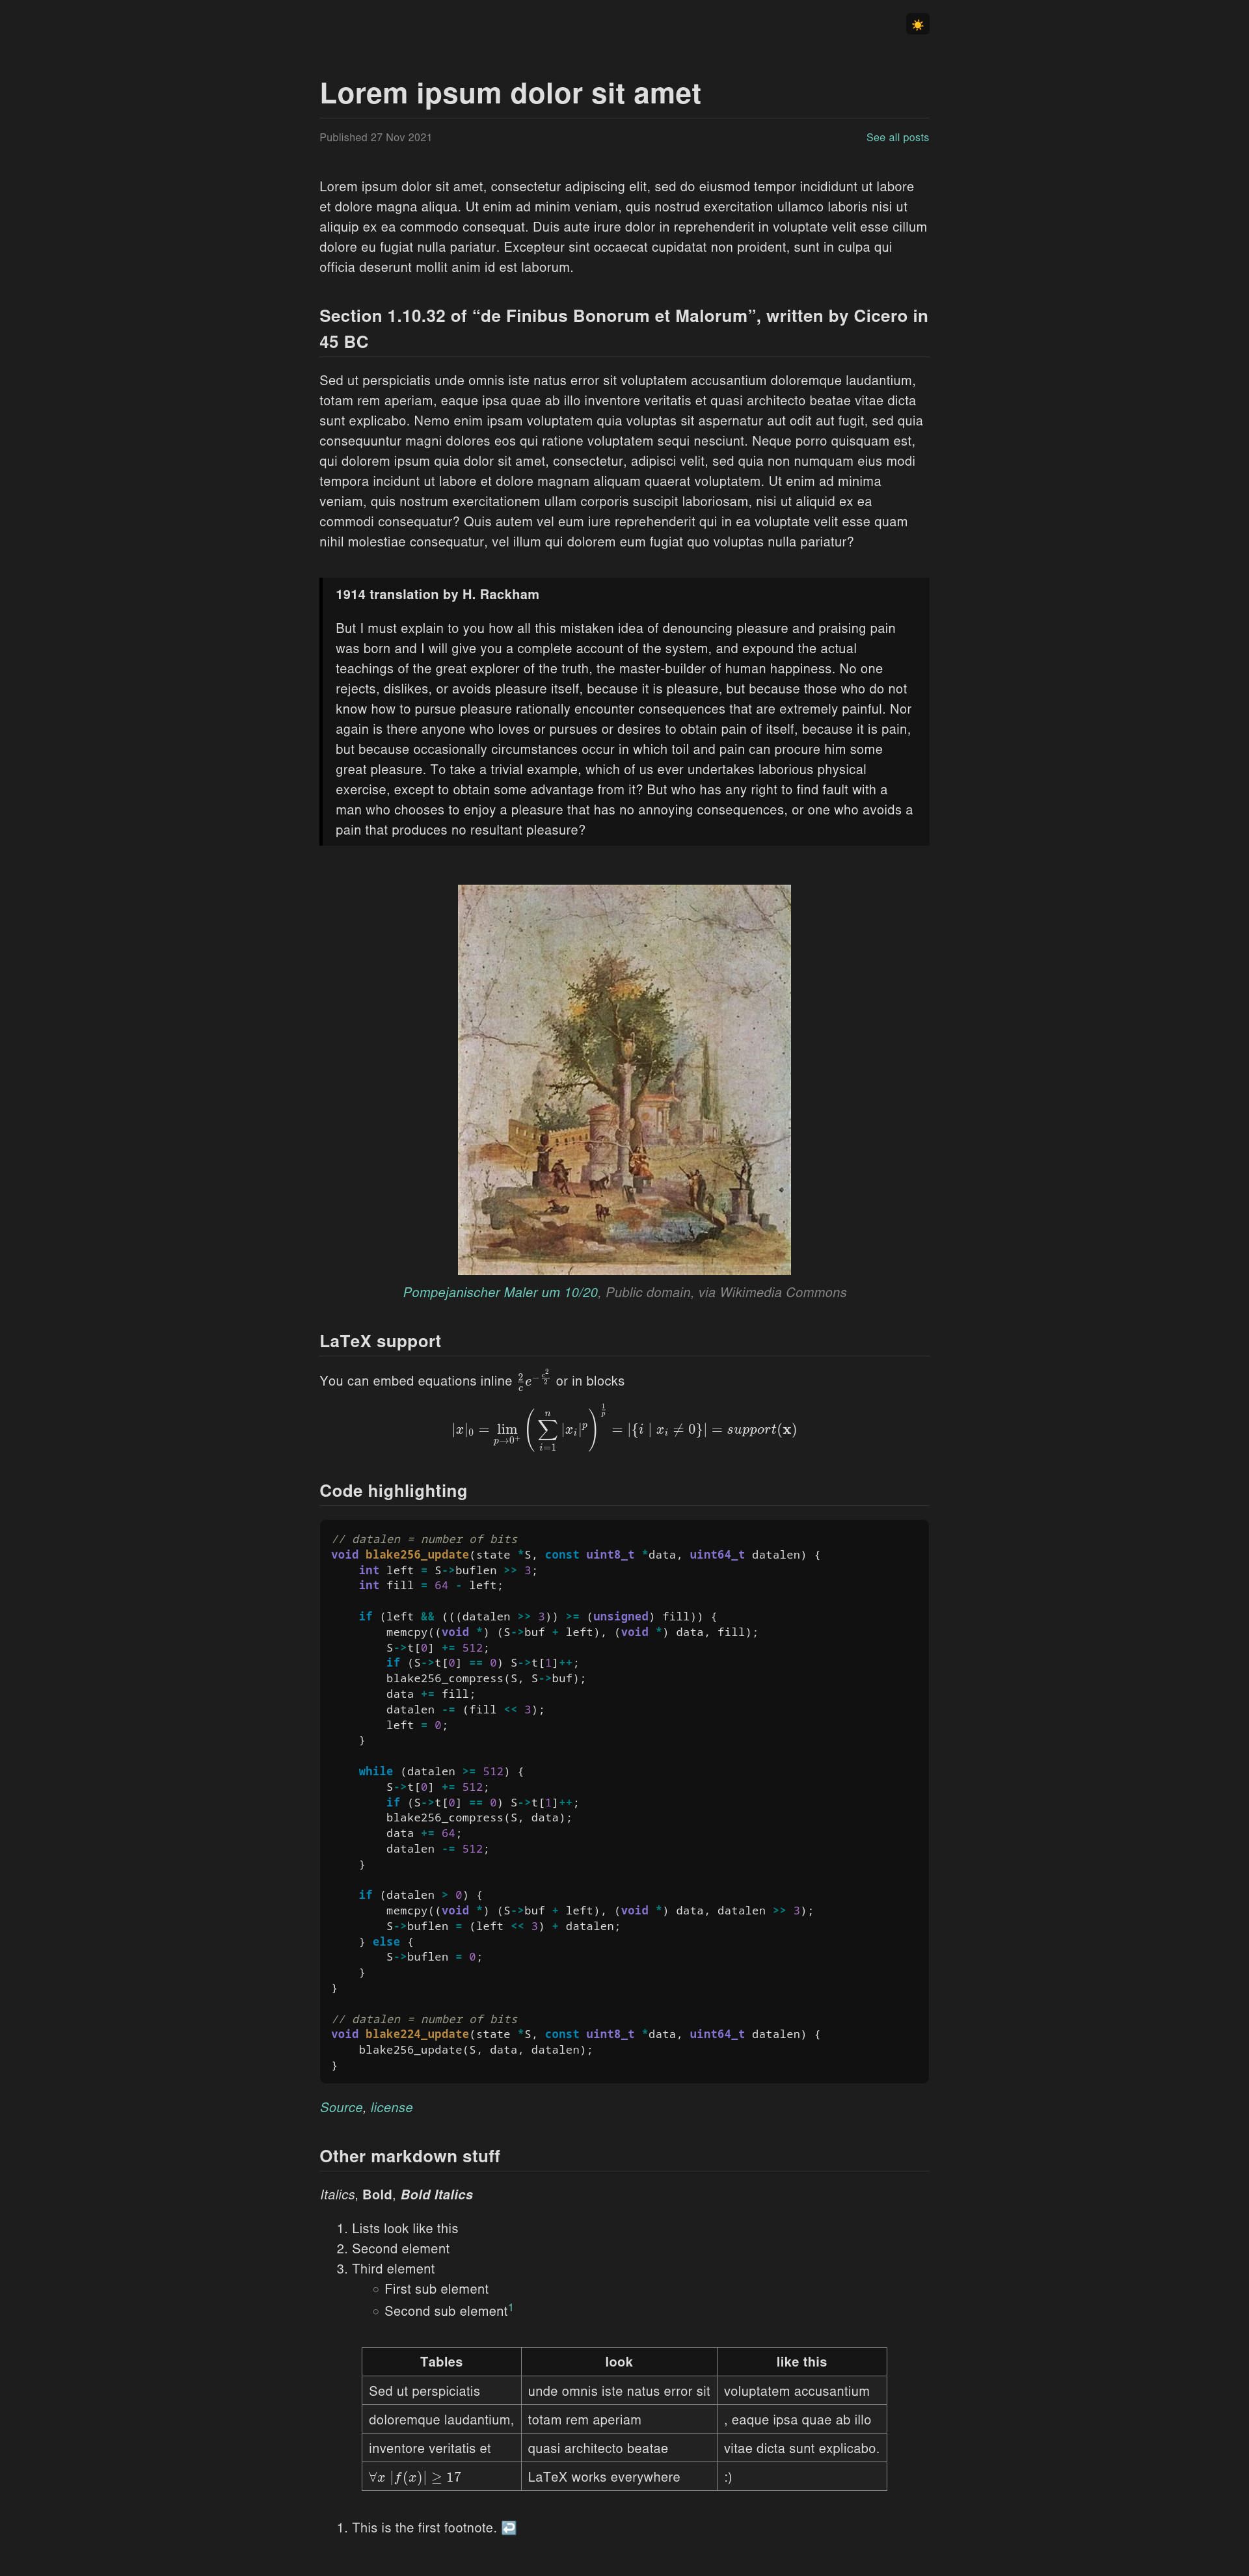 Lorem ipsum dolor sit amet
Published 27 Nov 2021
See all posts
Lorem ipsum dolor sit amet, consectetur adipiscing elit, sed do eiusmod tempor incididunt ut labore
et dolore magna aliqua. Ut enim ad minim veniam, quis nostrud exercitation ullamco laboris nisi ut
aliquip ex ea commodo consequat. Duis aute irure dolor in reprehenderit in voluptate velit esse cillum
dolore eu fugiat nulla pariatur. Excepteur sint occaecat cupidatat non proident, sunt in culpa qui
officia deserunt mollit anim id est laborum.
Section 1.10.32 of “de Finibus Bonorum et Malorum”, written by Cicero in
45 BC
Sed ut perspiciatis unde omnis iste natus error sit voluptatem accusantium doloremque laudantium,
totam rem aperiam, eaque ipsa quae ab illo inventore veritatis et quasi architecto beatae vitae dicta
sunt explicabo. Nemo enim ipsam voluptatem quia voluptas sit aspernatur aut odit aut fugit, sed quia
consequuntur magni dolores eos qui ratione voluptatem sequi nesciunt. Neque porro quisquam est,
qui dolorem ipsum quia dolor sit amet, consectetur, adipisci velit, sed quia non numquam eius modi
tempora incidunt ut labore et dolore magnam aliquam quaerat voluptatem. Ut enim ad minima
veniam, quis nostrum exercitationem ullam corporis suscipit laboriosam, nisi ut aliquid ex ea
commodi consequatur? Quis autem vel eum iure reprehenderit qui in ea voluptate velit esse quam
nihil molestiae consequatur, vel illum qui dolorem eum fugiat quo voluptas nulla pariatur?
1914 translation by H. Rackham
But I must explain to you how all this mistaken idea of denouncing pleasure and praising pain
was born and I will give you a complete account of the system, and expound the actual
teachings of the great explorer of the truth, the master-builder of human happiness. No one
rejects, dislikes, or avoids pleasure itself, because it is pleasure, but because those who do not
know how to pursue pleasure rationally encounter consequences that are extremely painful. Nor
again is there anyone who loves or pursues or desires to obtain pain of itself, because it is pain,
but because occasionally circumstances occur in which toil and pain can procure him some
great pleasure. To take a trivial example, which of us ever undertakes laborious physical
exercise, except to obtain some advantage from it? But who has any right to find fault with a
man who chooses to enjoy a pleasure that has no annoying consequences, or one who avoids a
pain that produces no resultant pleasure?
Pompejanischer Maler um 10/20, Public domain, via Wikimedia Commons
LaTeX support
You can embed equations inline 2/c e^(-ς²/2) or in blocks
|x|₀ = lim_{p→0⁺} (∑_{i=1}^{n} |x_i|^p)^{1/p} = |{i | x_i ≠ 0}| = support(𝐱)
Code highlighting
// datalen = number of bits
void blake256_update(state *S, const uint8_t *data, uint64_t datalen) {
    int left = S->buflen >> 3;
    int fill = 64 - left;
    if (left && (((datalen >> 3)) >= (unsigned) fill)) {
        memcpy((void *) (S->buf + left), (void *) data, fill);
        S->t[0] += 512;
        if (S->t[0] == 0) S->t[1]++;
        blake256_compress(S, S->buf);
        data += fill;
        datalen -= (fill << 3);
        left = 0;
    }
    while (datalen >= 512) {
        S->t[0] += 512;
        if (S->t[0] == 0) S->t[1]++;
        blake256_compress(S, data);
        data += 64;
        datalen -= 512;
    }
    if (datalen > 0) {
        memcpy((void *) (S->buf + left), (void *) data, datalen >> 3);
        S->buflen = (left << 3) + datalen;
    } else {
        S->buflen = 0;
    }
}
// datalen = number of bits
void blake224_update(state *S, const uint8_t *data, uint64_t datalen) {
    blake256_update(S, data, datalen);
}
Source, license
Other markdown stuff
Italics, Bold, Bold Italics
1. Lists look like this
2. Second element
3. Third element
○ First sub element
○ Second sub element¹
Tables look like this
Sed ut perspiciatis unde omnis iste natus error sit voluptatem accusantium
doloremque laudantium, totam rem aperiam , eaque ipsa quae ab illo
inventore veritatis et quasi architecto beatae vitae dicta sunt explicabo.
∀x |f(x)| ≥ 17 LaTeX works everywhere :)
1. This is the first footnote. ↩